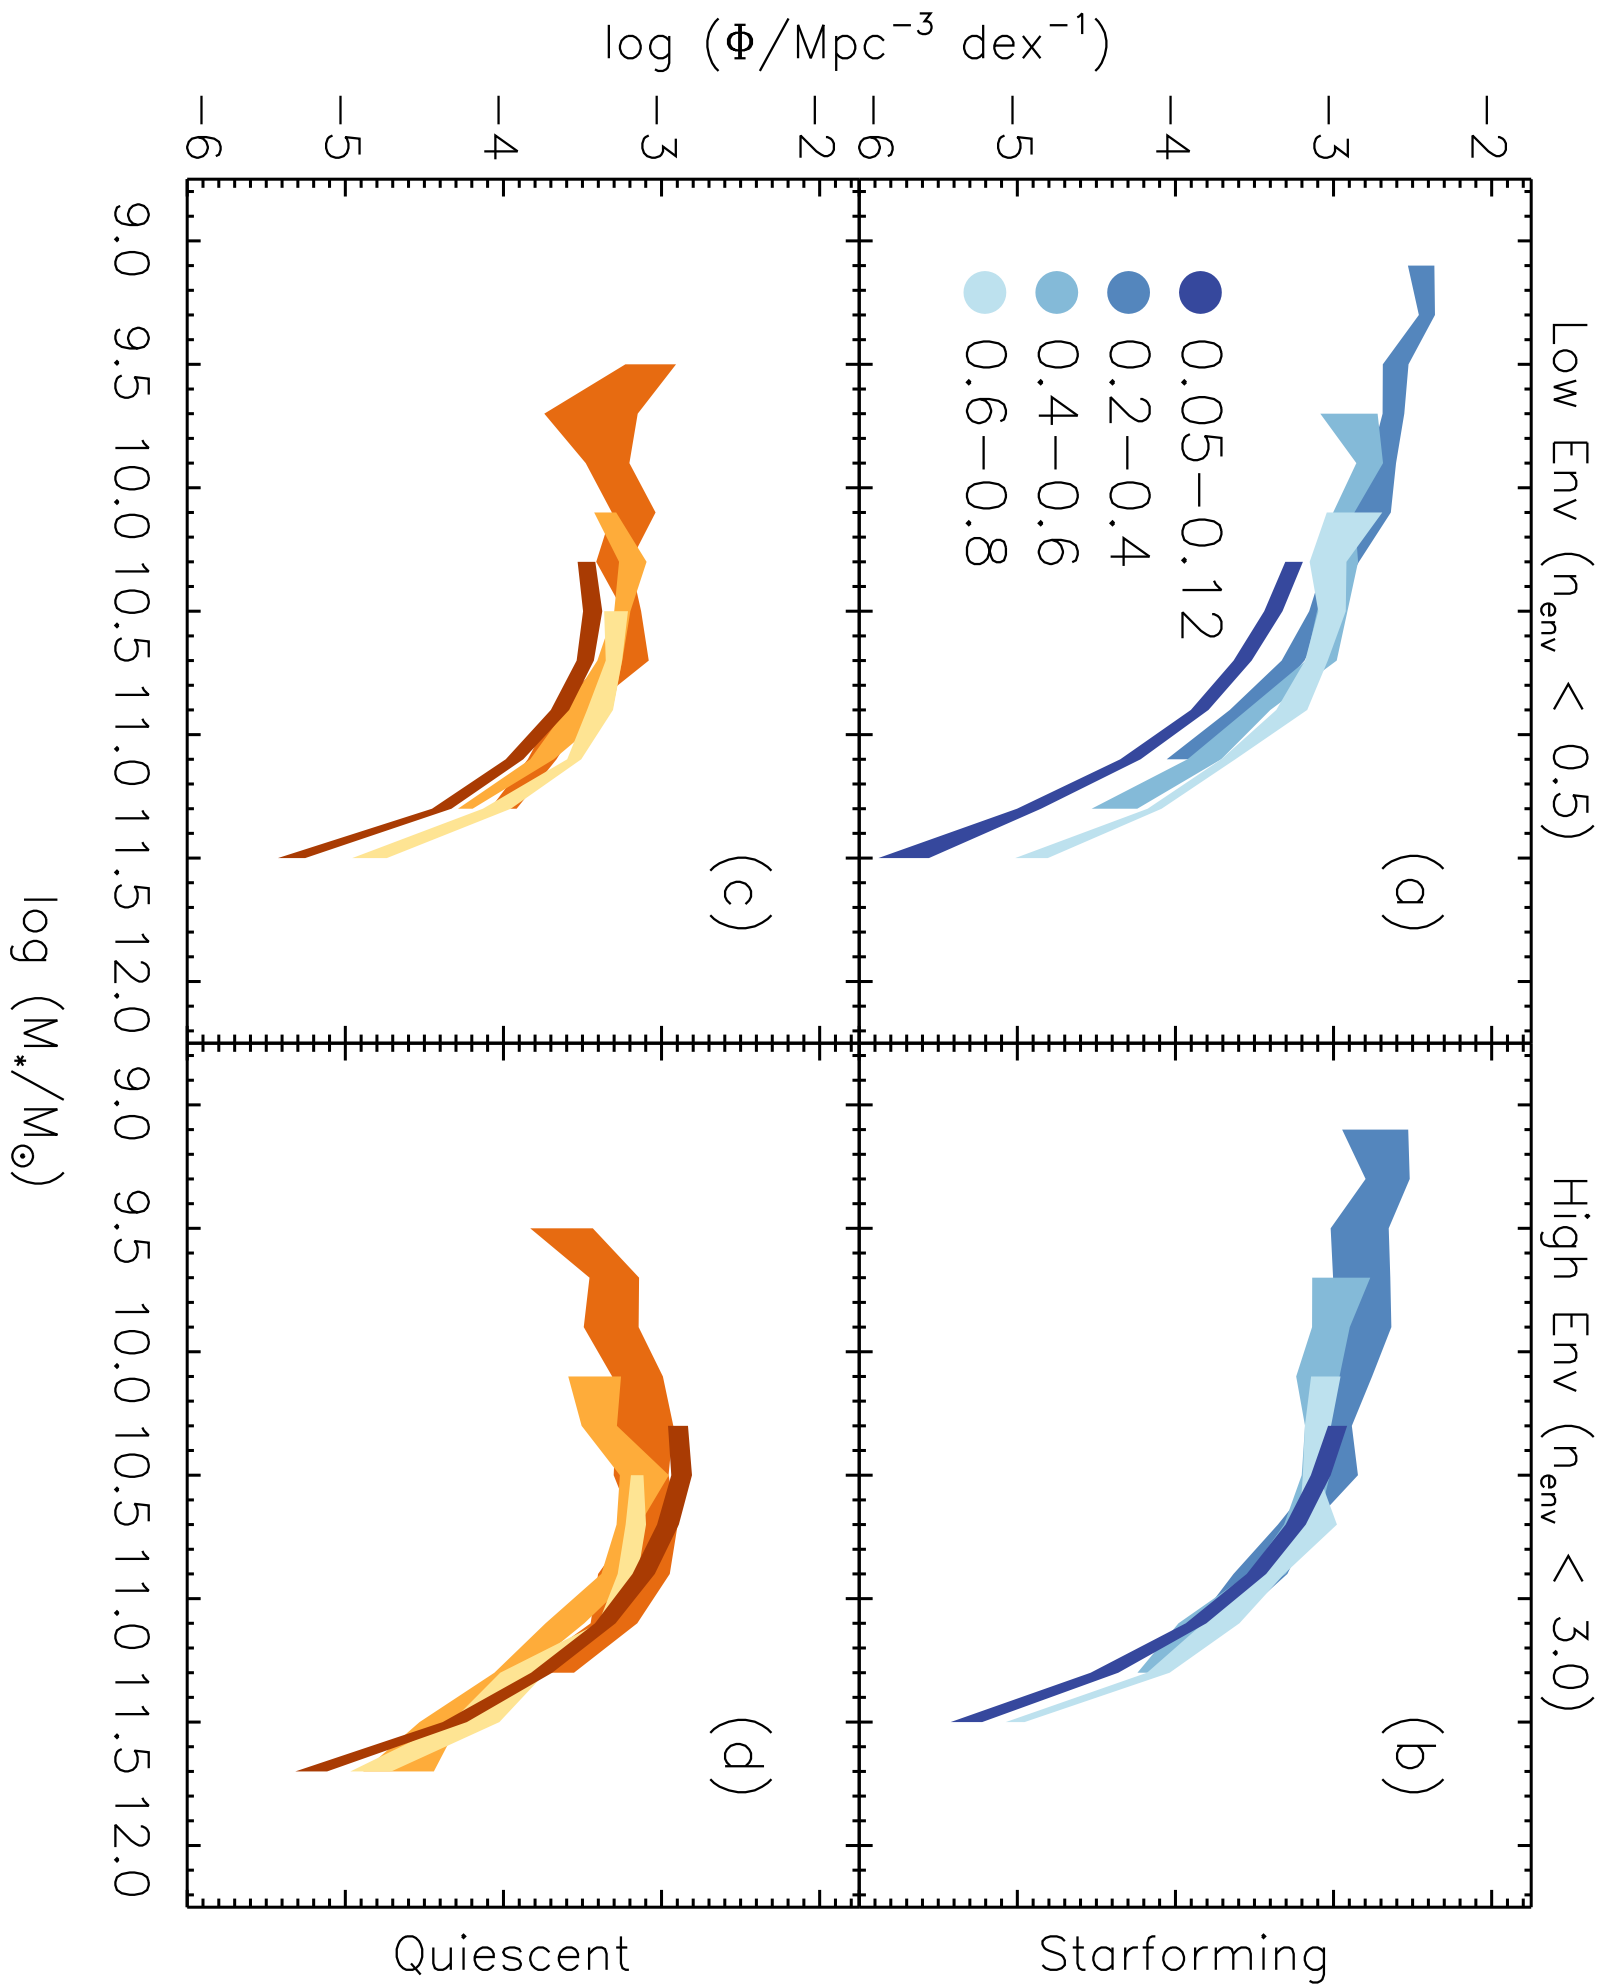 Low Env (n_env < 0.5)
High Env (n_env < 3.0)
(a)
0.05–0.12
0.2–0.4
0.4–0.6
0.6–0.8
(b)
Starforming
(c)
(d)
Quiescent
−2
−3
−4
−5
−6
−2
−3
−4
−5
−6
log (Φ/Mpc⁻³ dex⁻¹)
9.0 9.5 10.0 10.5 11.0 11.5 12.0 9.0 9.5 10.0 10.5 11.0 11.5 12.0
log (M*/M⊙)